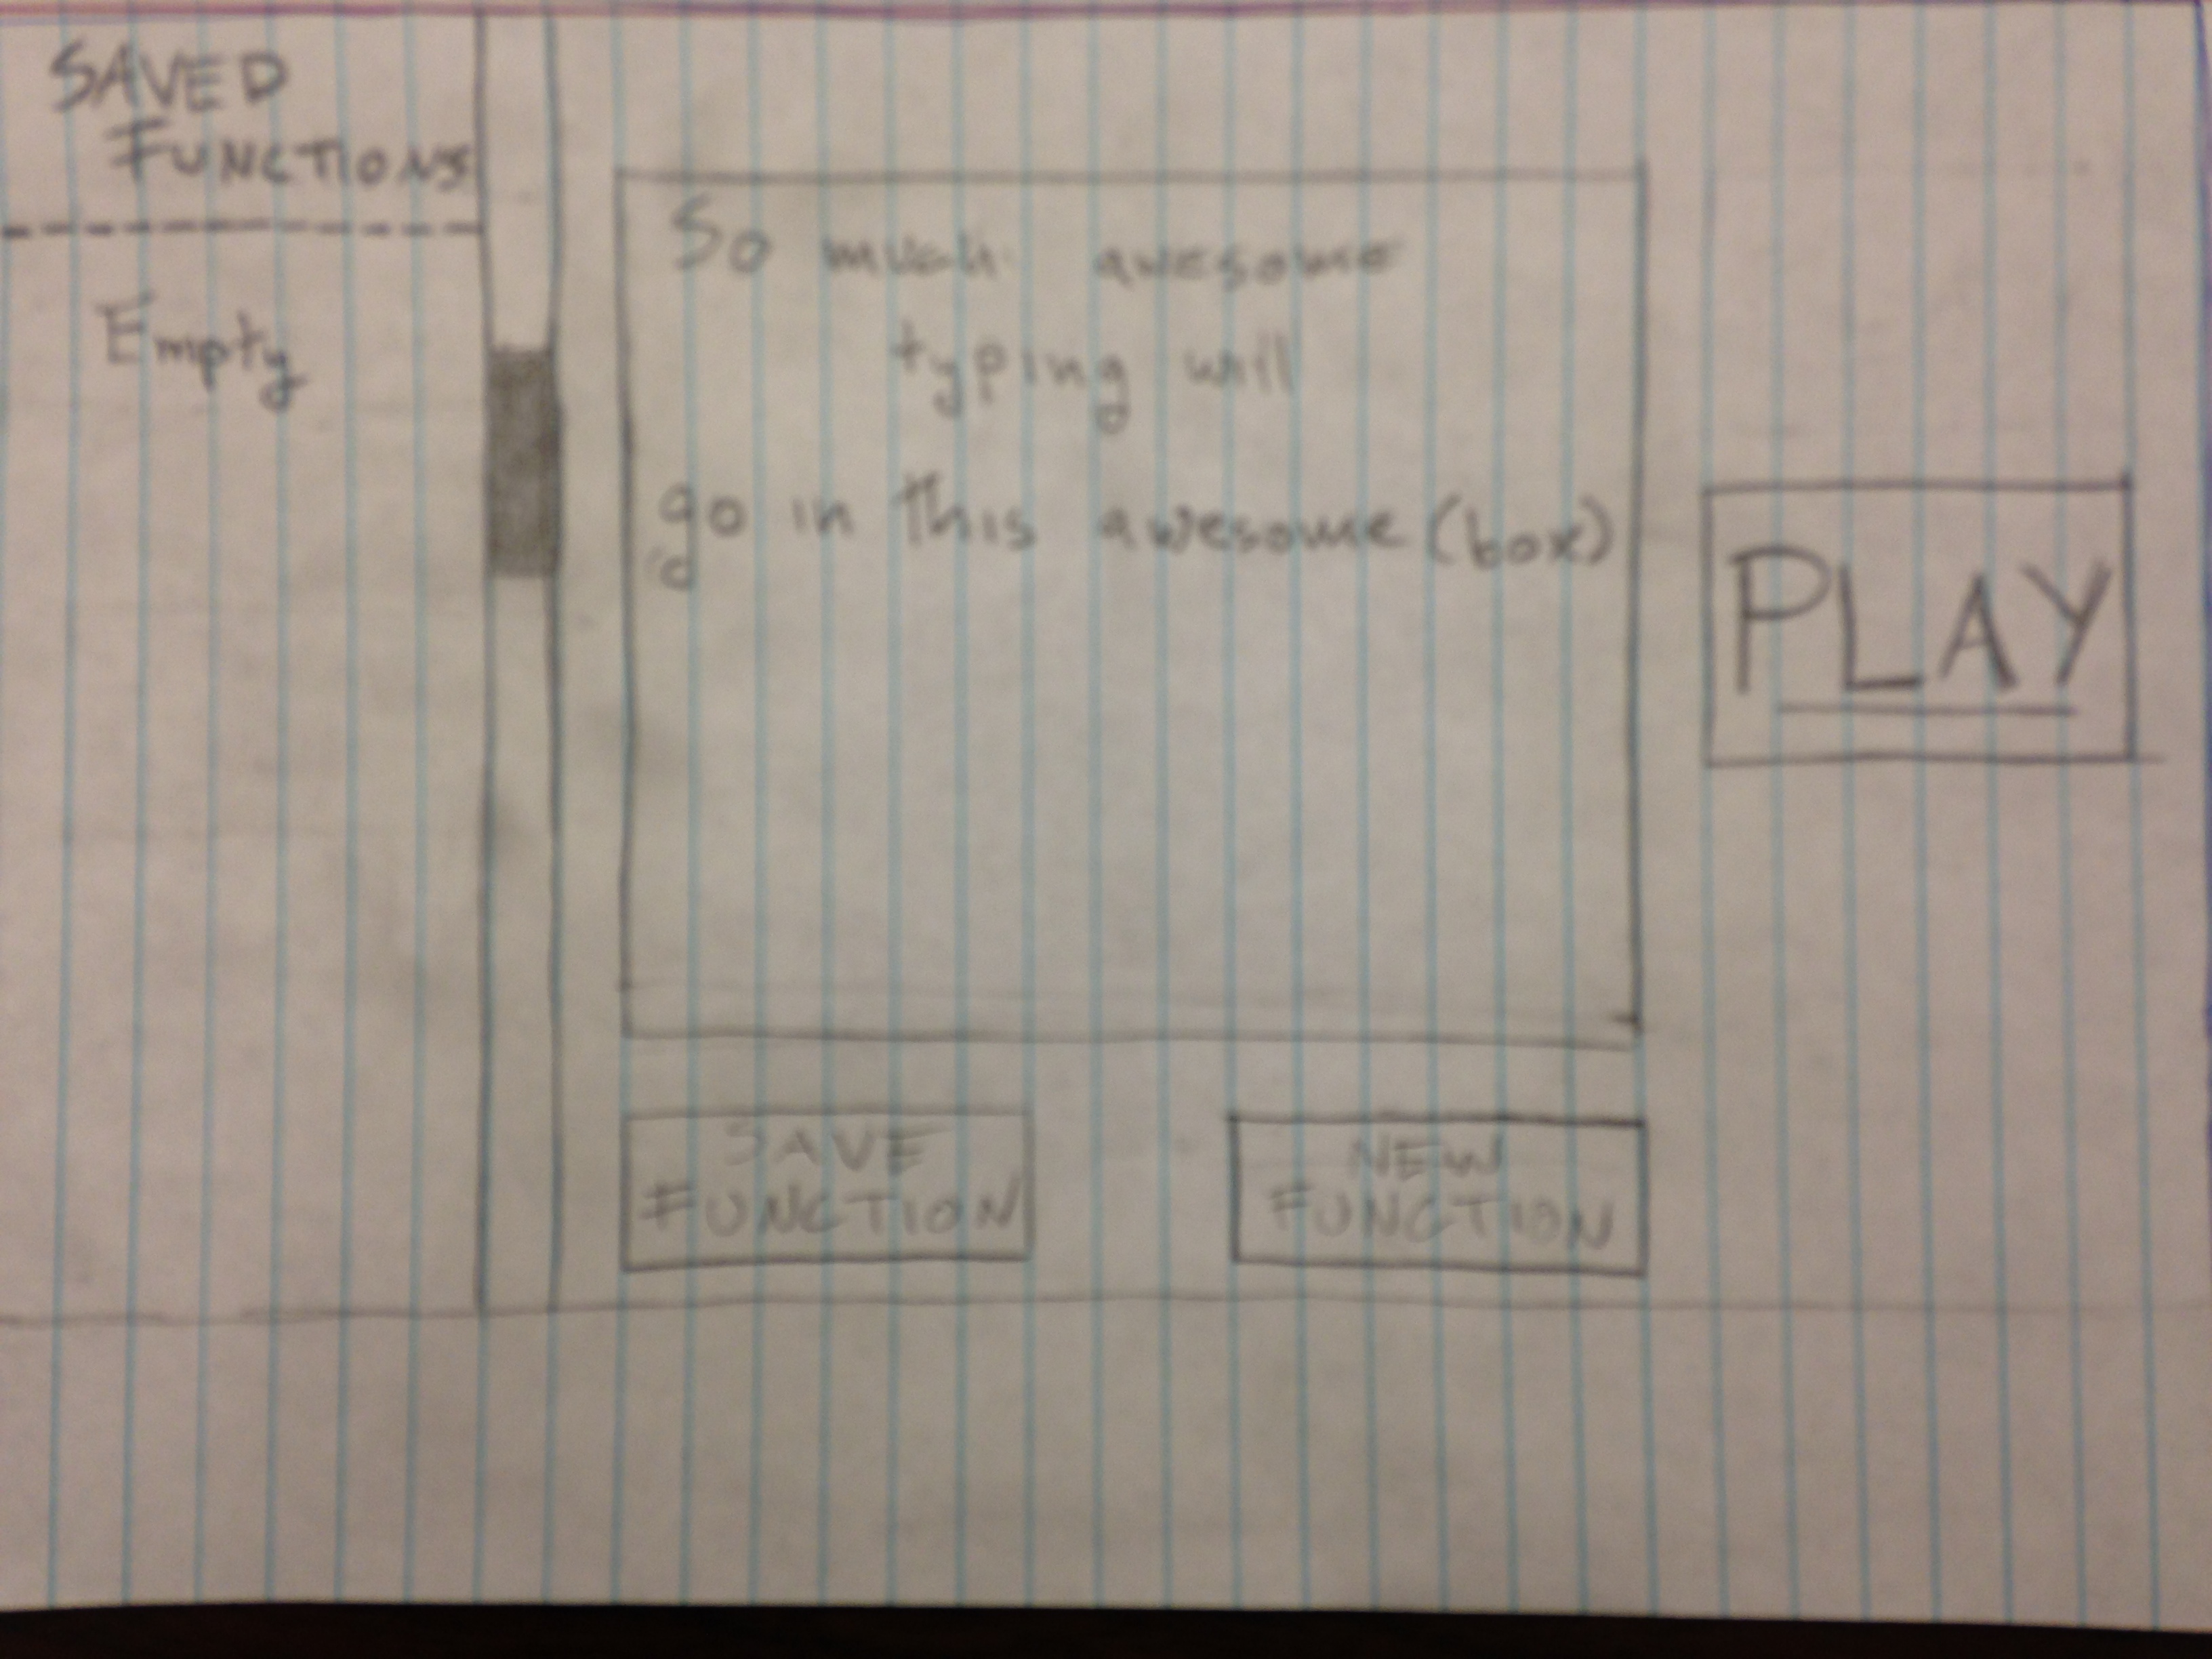 SAVED
FUNCTIONS
Empty
So much awesome
typing will
go in this awesome (box)
PLAY
SAVE
FUNCTION
NEW
FUNCTION